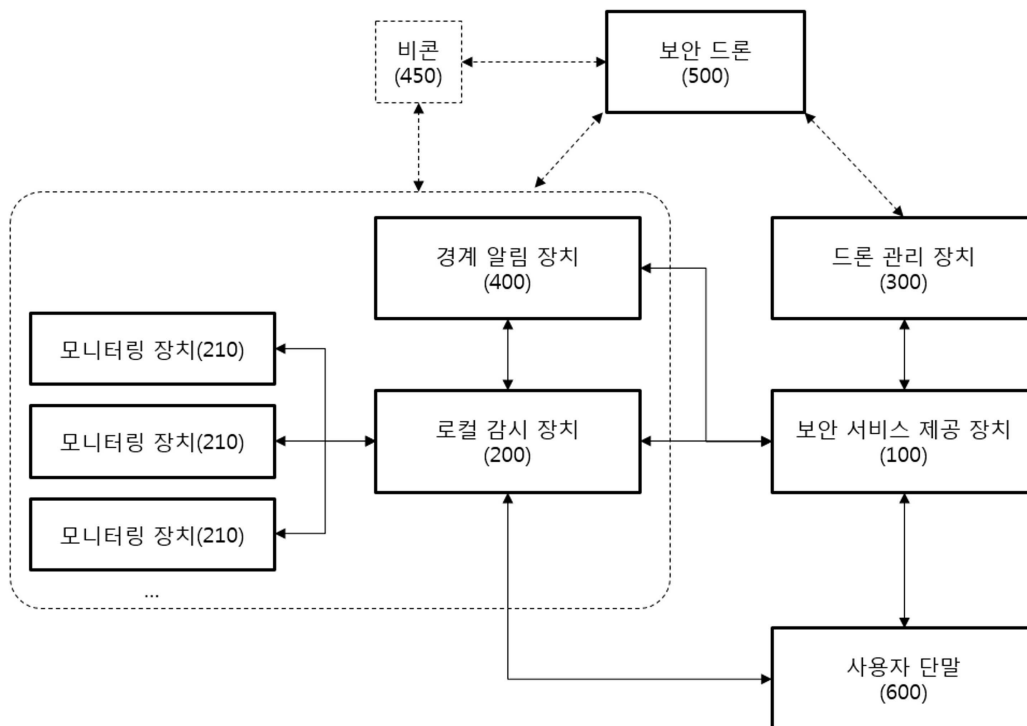 비콘
(450)
보안 드론
(500)
경계 알림 장치
(400)
드론 관리 장치
(300)
모니터링 장치(210)
모니터링 장치(210)
모니터링 장치(210)
...
로컬 감시 장치
(200)
보안 서비스 제공 장치
(100)
사용자 단말
(600)